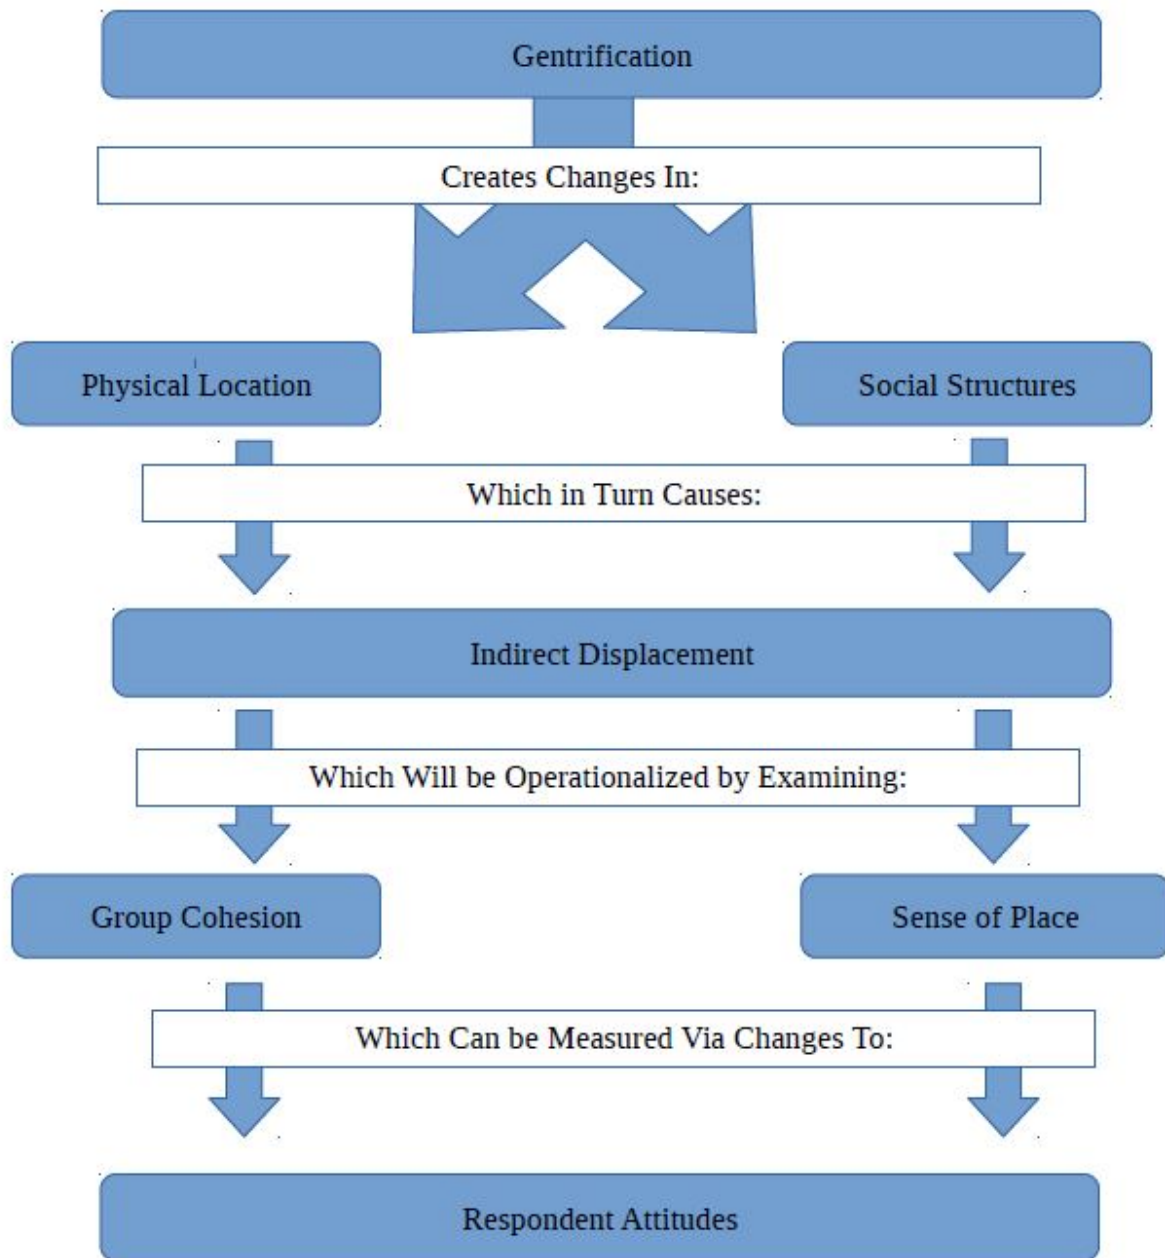 Gentrification
Creates Changes In:
Physical Location
Social Structures
Which in Turn Causes:
Indirect Displacement
Which Will be Operationalized by Examining:
Group Cohesion
Sense of Place
Which Can be Measured Via Changes To:
Respondent Attitudes